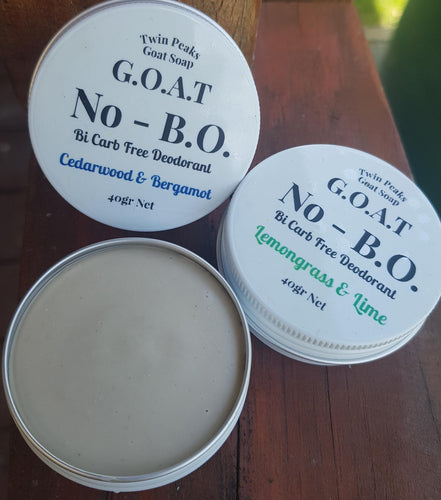 Twin Peaks
Goat Soap
G.O.A.T
No - B.O.
Bi Carb Free Deodorant
Cedarwood & Bergamot
40gr Net
Twin Peaks
Goat Soap
G.O.A.T
No - B.O.
Bi Carb Free Deodorant
Lemongrass & Lime
40gr Net